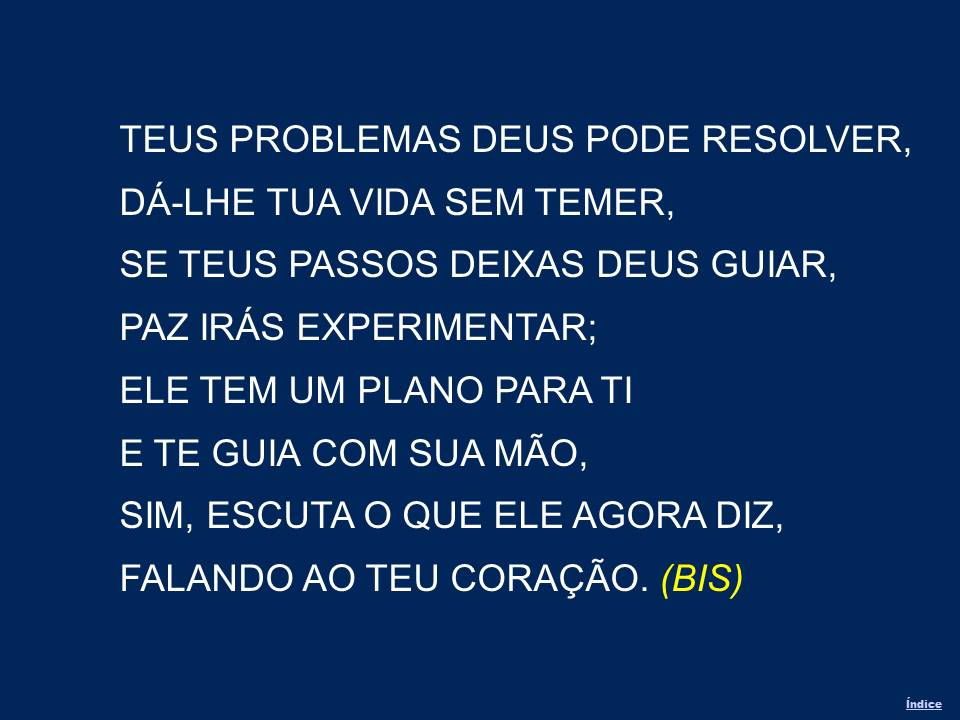 TEUS PROBLEMAS DEUS PODE RESOLVER,
DÁ-LHE TUA VIDA SEM TEMER,
SE TEUS PASSOS DEIXAS DEUS GUIAR,
PAZ IRÁS EXPERIMENTAR;
ELE TEM UM PLANO PARA TI
E TE GUIA COM SUA MÃO,
SIM, ESCUTA O QUE ELE AGORA DIZ,
FALANDO AO TEU CORAÇÃO. (BIS)
Índice